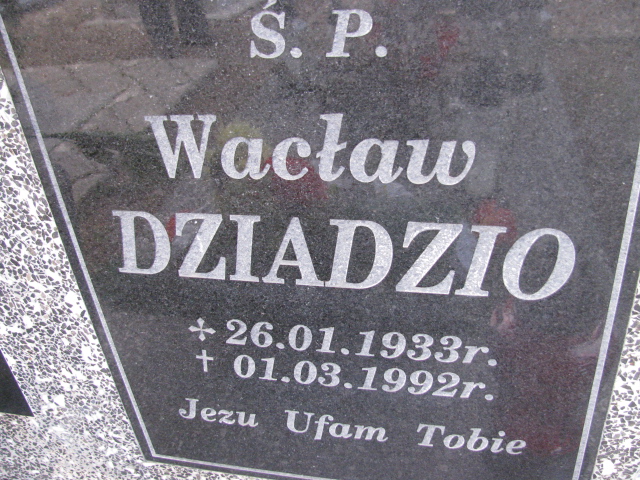 Ś. P.
Wacław
DZIADZIO
✣ 26.01.1933r.
† 01.03.1992r.
Jezu Ufam Tobie